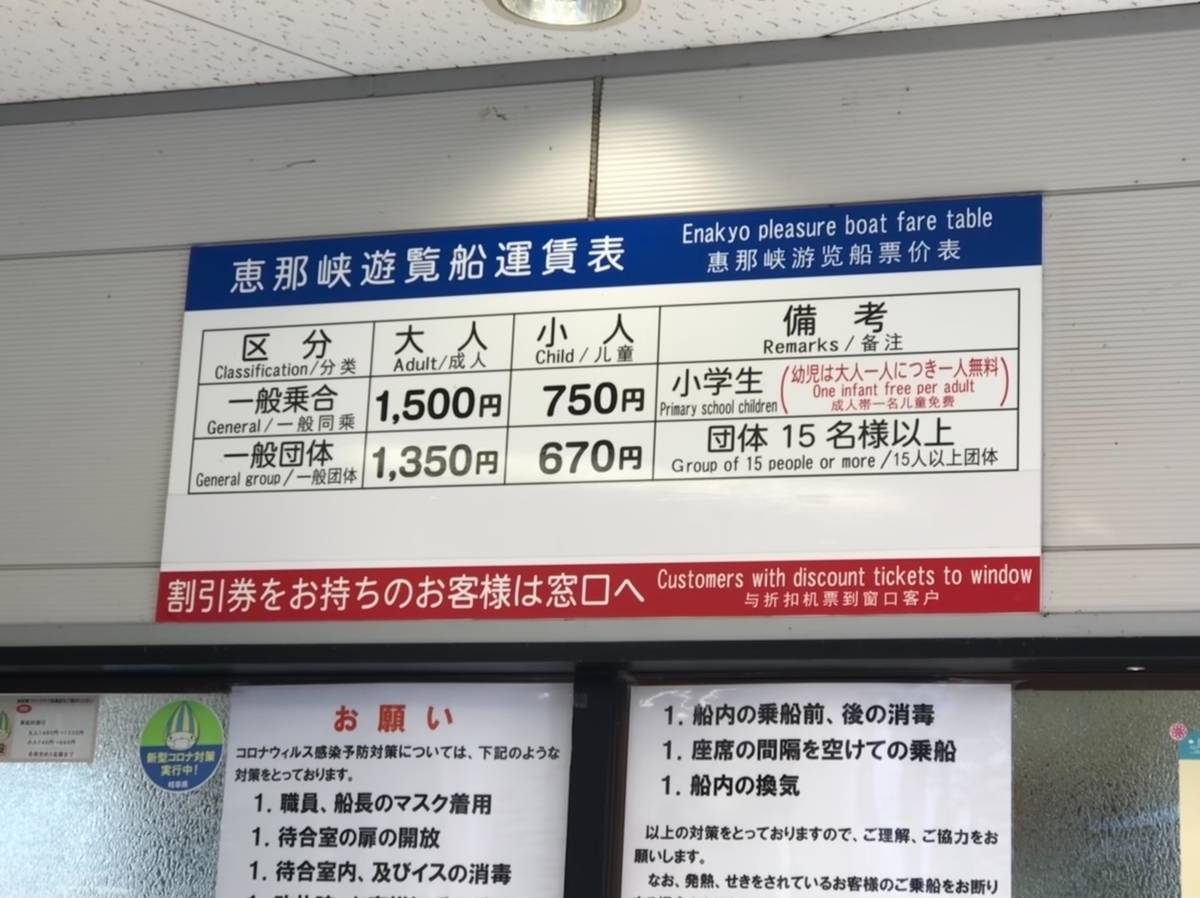 恵那峡遊覧船運賃表
Enakyo pleasure boat fare table
惠那峡游览船票价表
区 分 大 人 小 人 備 考
Classification/分类 Adult/成人 Child/儿童 Remarks/备注
一般乗合 1,500円 750円 小学生 (幼児は大人一人につき一人無料)
General/一般同乘 Primary school children One infant free per adult
成人带一名儿童免费
一般団体 1,350円 670円 団体 15 名様以上
General group/一般团体 Group of 15 people or more/15人以上团体
割引券をお持ちのお客様は窓口へ
Customers with discount tickets to window
与折扣机票到窗口客户
新型コロナ対策
実行中!
岐阜県
お願い
コロナウィルス感染予防対策については、下記のような
対策をとっております。
1. 職員、船長のマスク着用
1. 待合室の扉の開放
1. 待合室内、及びイスの消毒
1. 船内の乗船前、後の消毒
1. 座席の間隔を空けての乗船
1. 船内の換気
以上の対策をとっておりますので、ご理解、ご協力をお
願いします。
なお、発熱、せきをされているお客様のご乗船をお断り